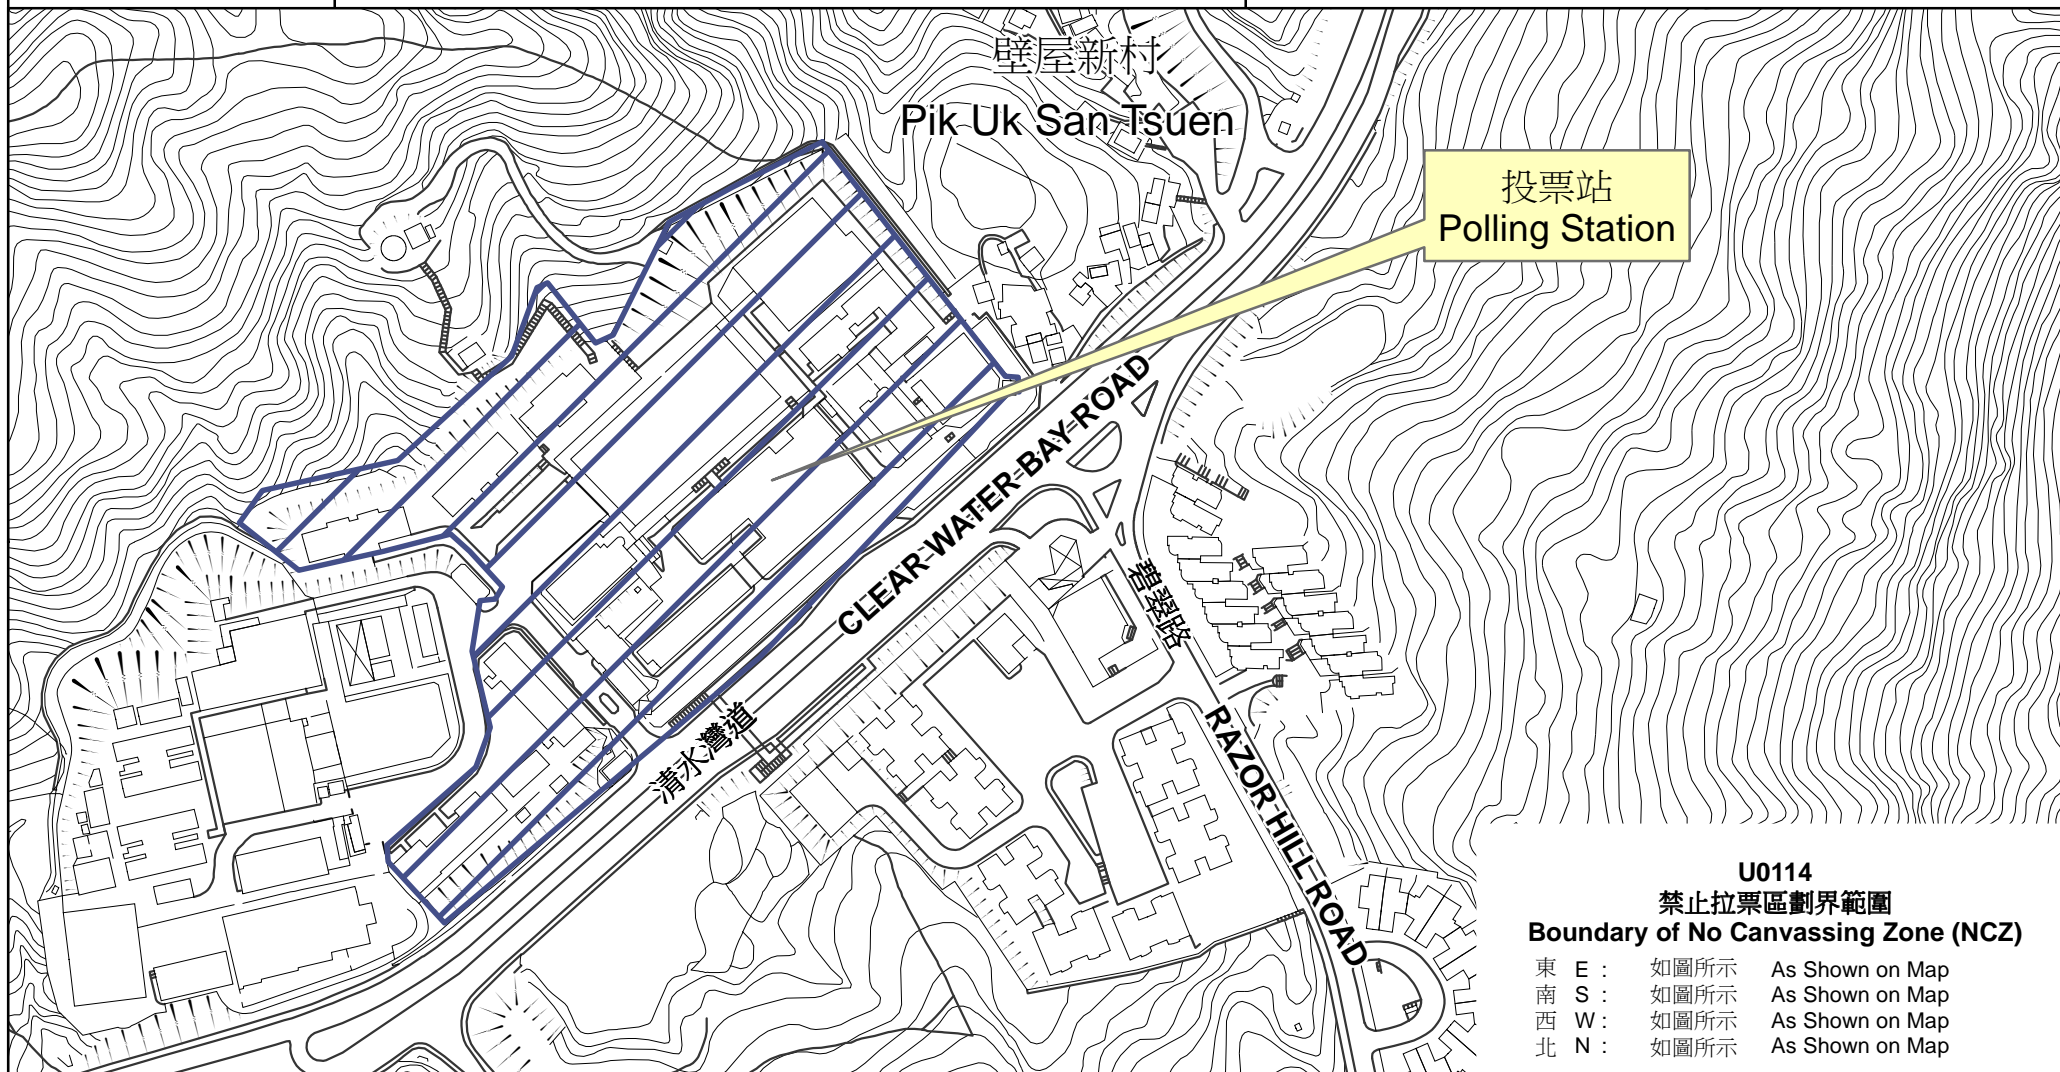 壁屋新村
Pik Uk San Tsuen
投票站
Polling Station
CLEAR WATER BAY ROAD
清水灣道
碧翠路
RAZOR HILL ROAD
U0114
禁止拉票區劃界範圍
Boundary of No Canvassing Zone (NCZ)
東 E : 如圖所示 As Shown on Map
南 S : 如圖所示 As Shown on Map
西 W : 如圖所示 As Shown on Map
北 N : 如圖所示 As Shown on Map